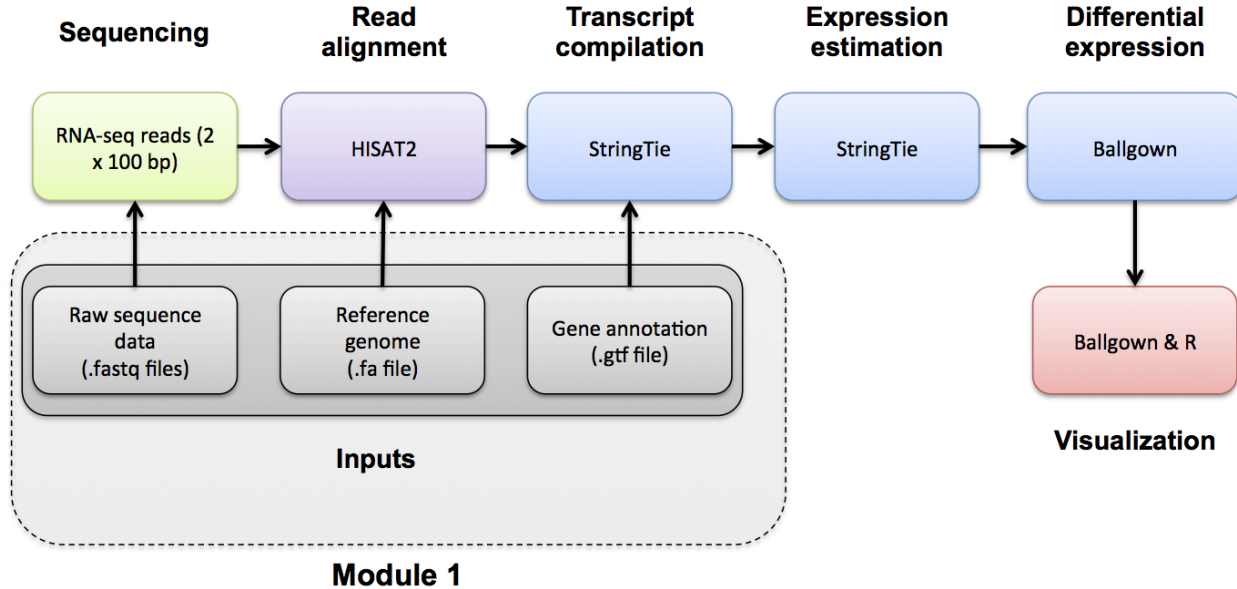 Sequencing
Read
alignment
Transcript
compilation
Expression
estimation
Differential
expression
RNA-seq reads (2
x 100 bp)
HISAT2
StringTie
StringTie
Ballgown
Raw sequence
data
(.fastq files)
Reference
genome
(.fa file)
Gene annotation
(.gtf file)
Ballgown & R
Inputs
Visualization
Module 1